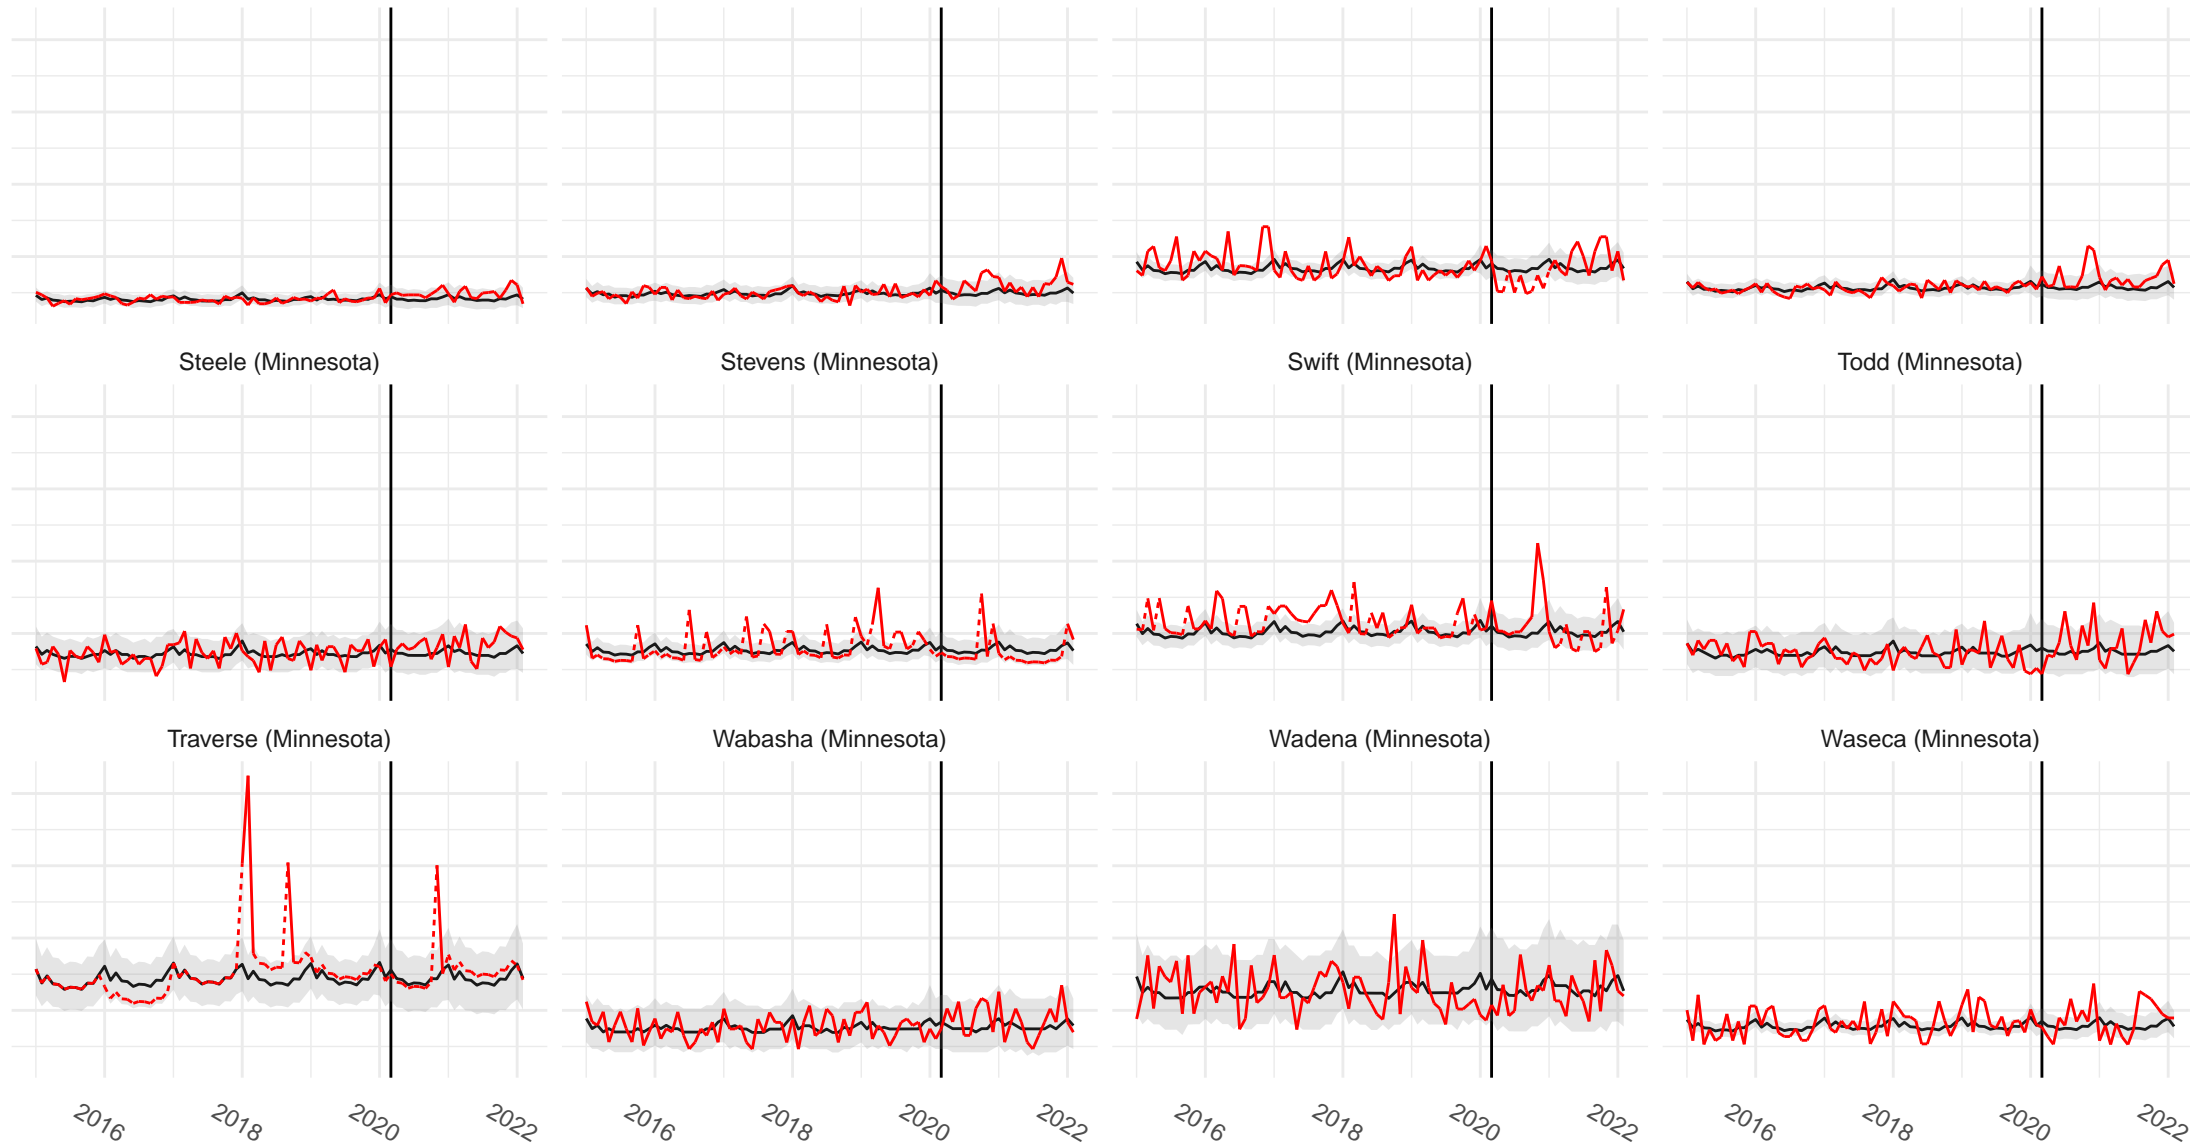 Steele (Minnesota) Stevens (Minnesota) Swift (Minnesota) Todd (Minnesota)
Traverse (Minnesota) Wabasha (Minnesota) Wadena (Minnesota) Waseca (Minnesota)
2016 2018 2020 2022 2016 2018 2020 2022 2016 2018 2020 2022 2016 2018 2020 2022